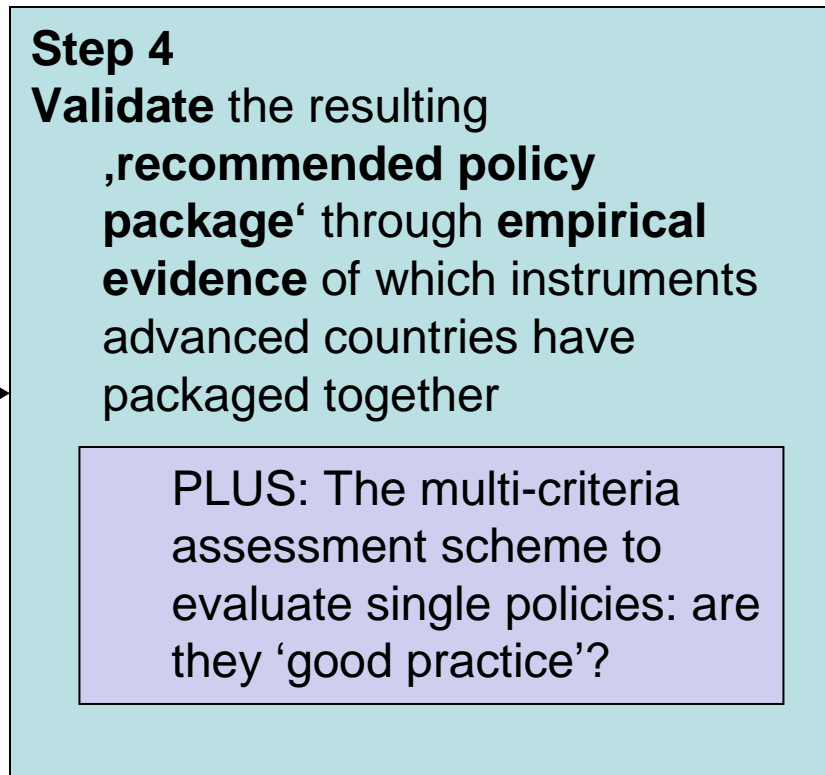 Step 4
Validate the resulting
‚recommended policy
package‘ through empirical
evidence of which instruments
advanced countries have
packaged together
PLUS: The multi-criteria
assessment scheme to
evaluate single policies: are
they ‘good practice’?